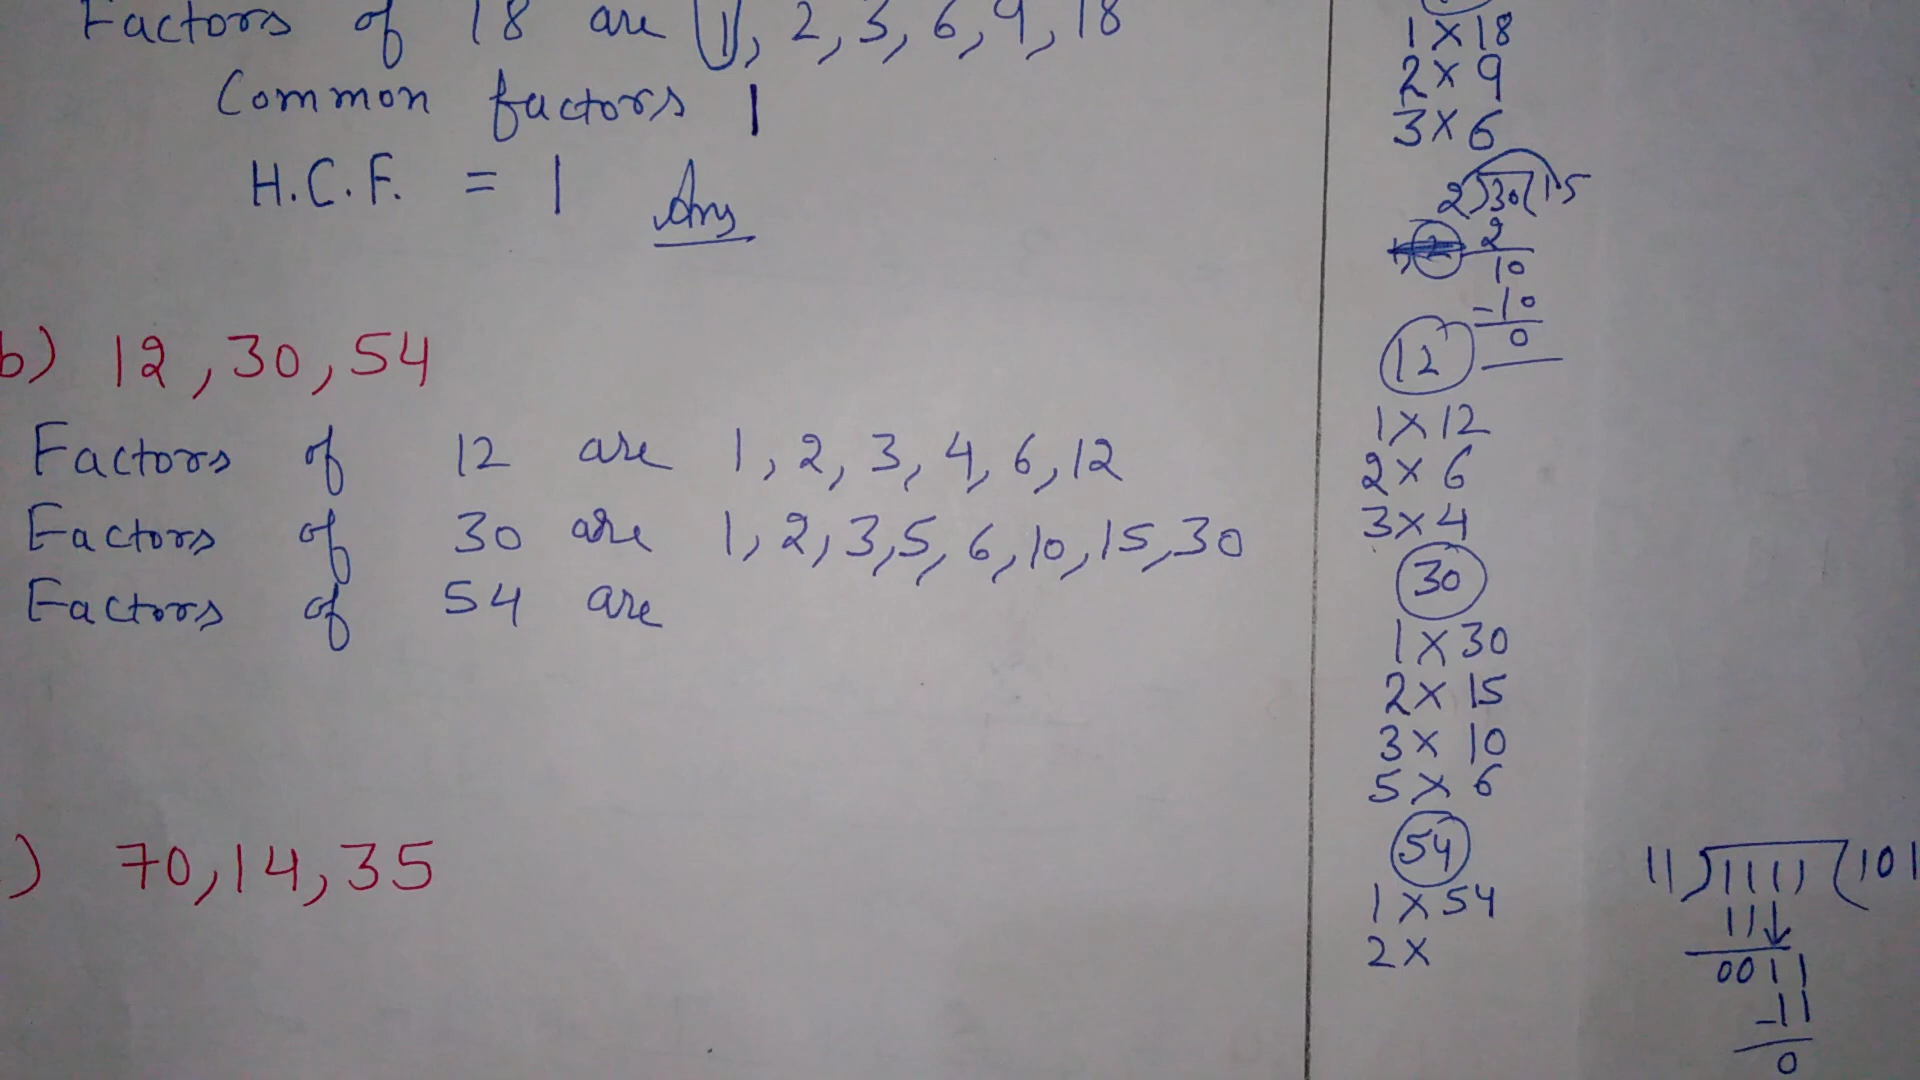 Factors of 18 are 1, 2, 3, 6, 9, 18
Common factors 1
H.C.F. = 1 Ans
b) 12, 30, 54
Factors of 12 are 1, 2, 3, 4, 6, 12
Factors of 30 are 1, 2, 3, 5, 6, 10, 15, 30
Factors of 54 are
) 70, 14, 35
1 × 18
2 × 9
3 × 6
2)30(15
2
10
-10
0
12
1 × 12
2 × 6
3 × 4
30
1 × 30
2 × 15
3 × 10
5 × 6
54
1 × 54
2 ×
11)1111(101
11
0011
-11
0